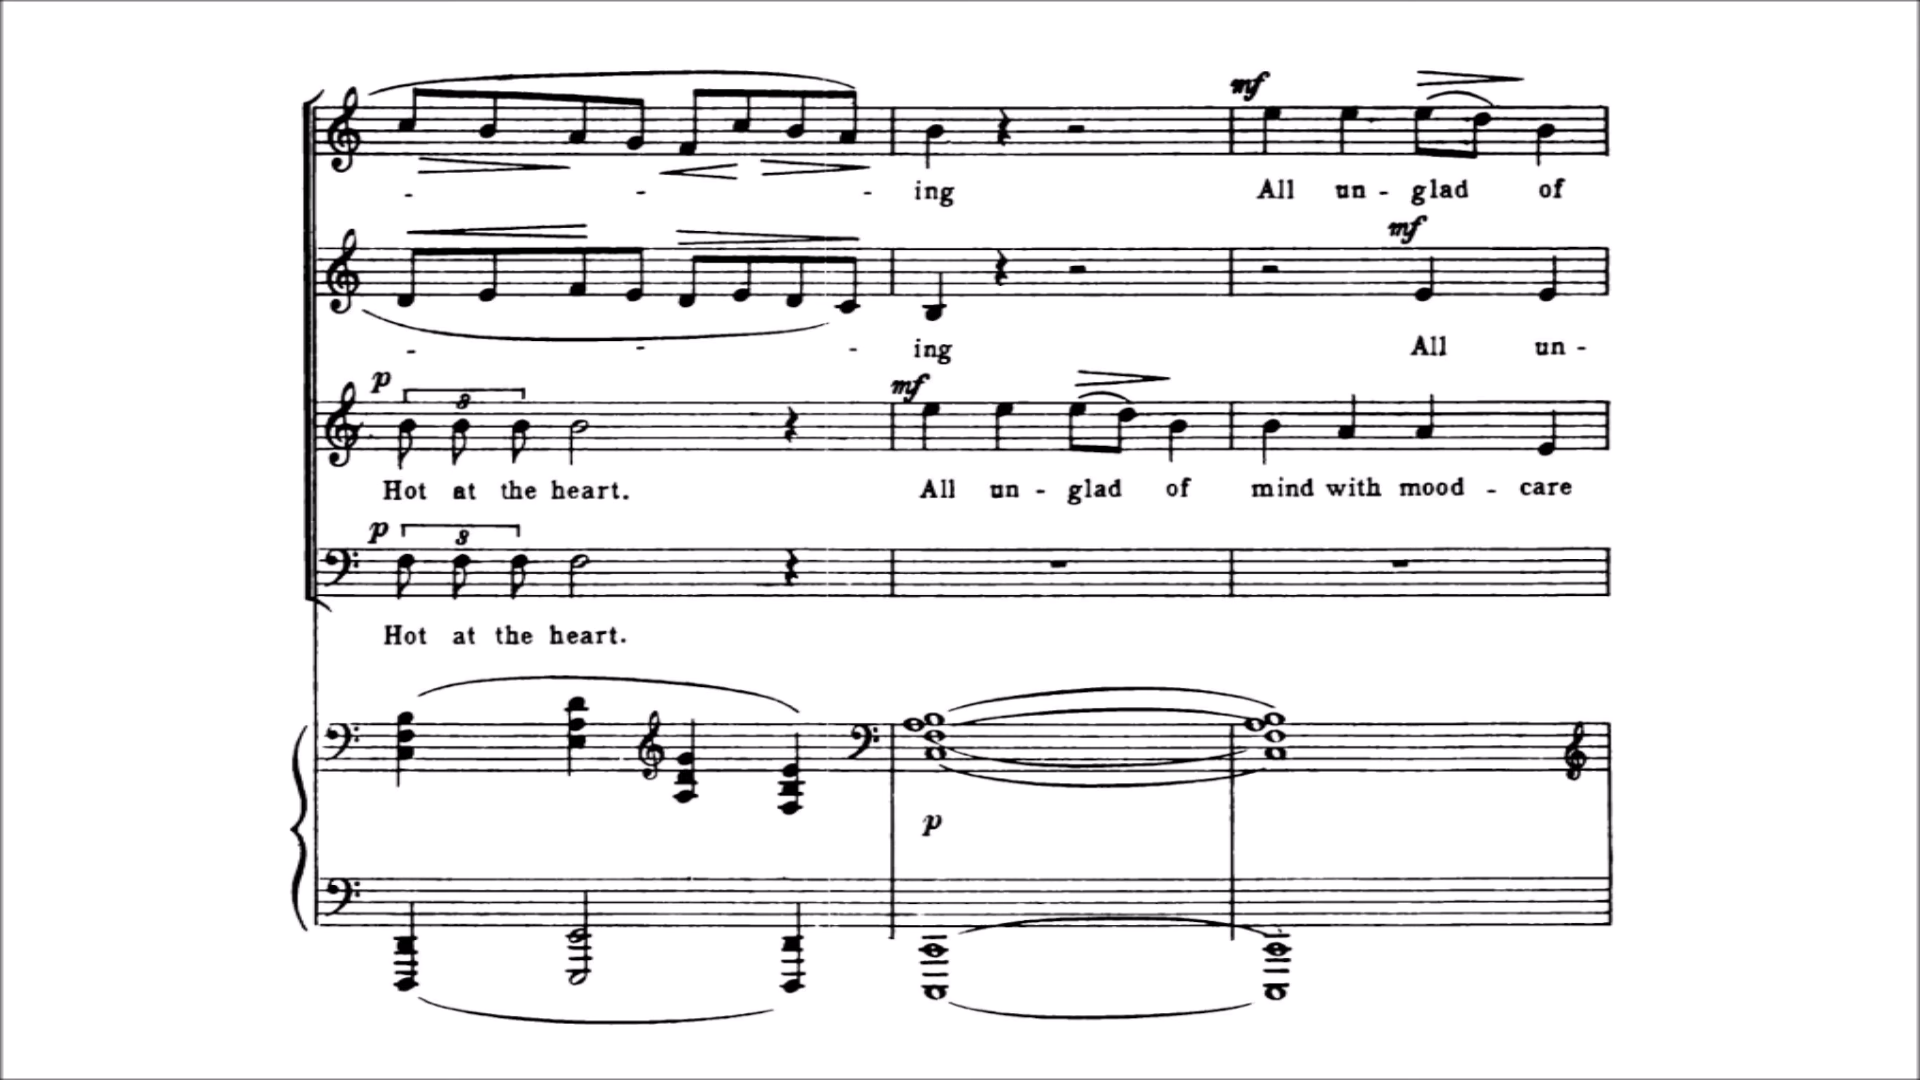 mf
- - - ing All un - glad of
mf
- - - ing All un -
p 3 mf
Hot at the heart. All un - glad of mind with mood - care
p 3
Hot at the heart.
p